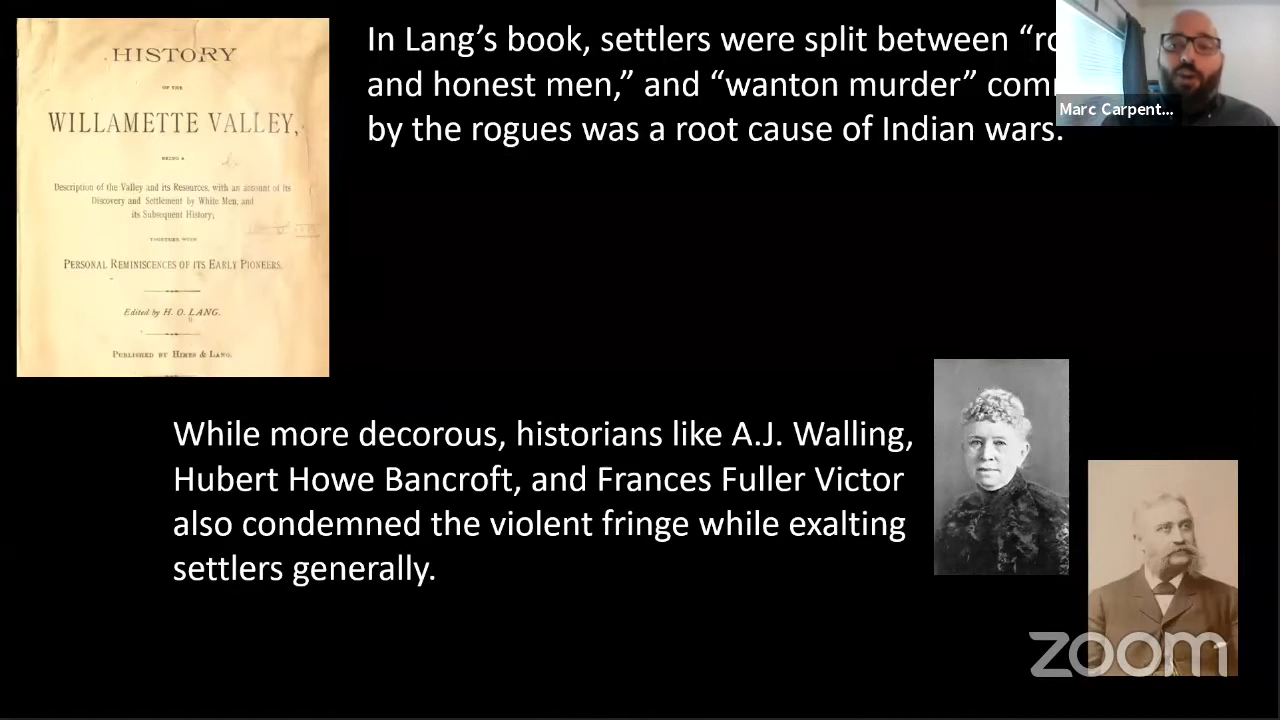 HISTORY
OF THE
WILLAMETTE VALLEY,
BEING A
Description of the Valley and its Resources, with an account of its
Discovery and Settlement by White Men, and
its Subsequent History;
TOGETHER WITH
PERSONAL REMINISCENCES OF ITS EARLY PIONEERS.
Edited by H. O. LANG.
PUBLISHED BY HIMES & LANG.
In Lang’s book, settlers were split between “
and honest men,” and “wanton murder”
by the rogues was a root cause of Indian wars.
Marc Carpent...
While more decorous, historians like A.J. Walling,
Hubert Howe Bancroft, and Frances Fuller Victor
also condemned the violent fringe while exalting
settlers generally.
zoom